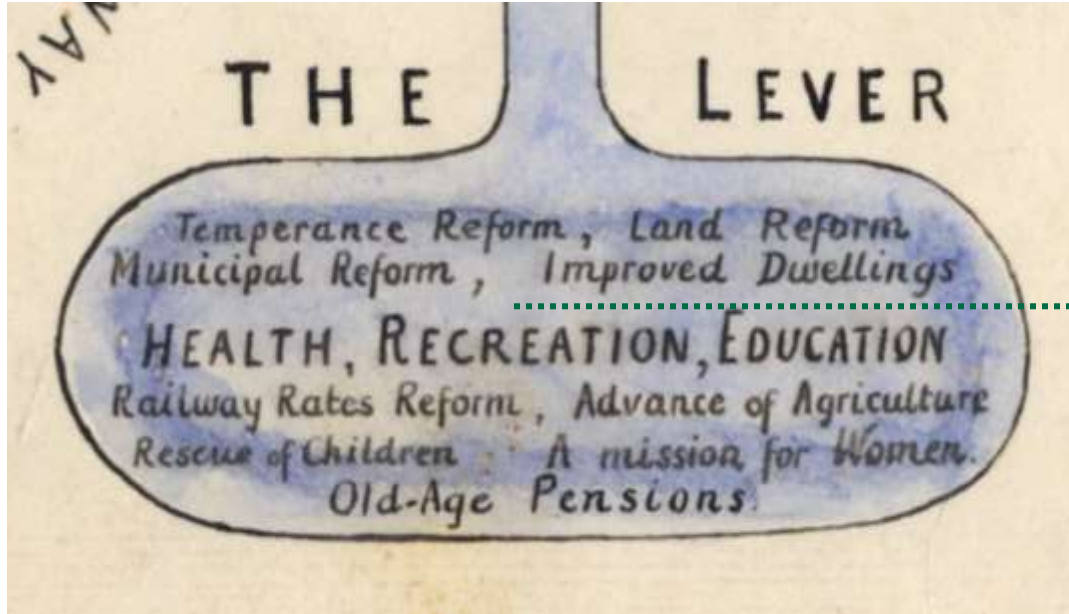 WAY
THE LEVER
Temperance Reform, Land Reform
Municipal Reform, Improved Dwellings
HEALTH, RECREATION, EDUCATION
Railway Rates Reform, Advance of Agriculture
Rescue of Children : A mission for Women.
Old-Age Pensions.